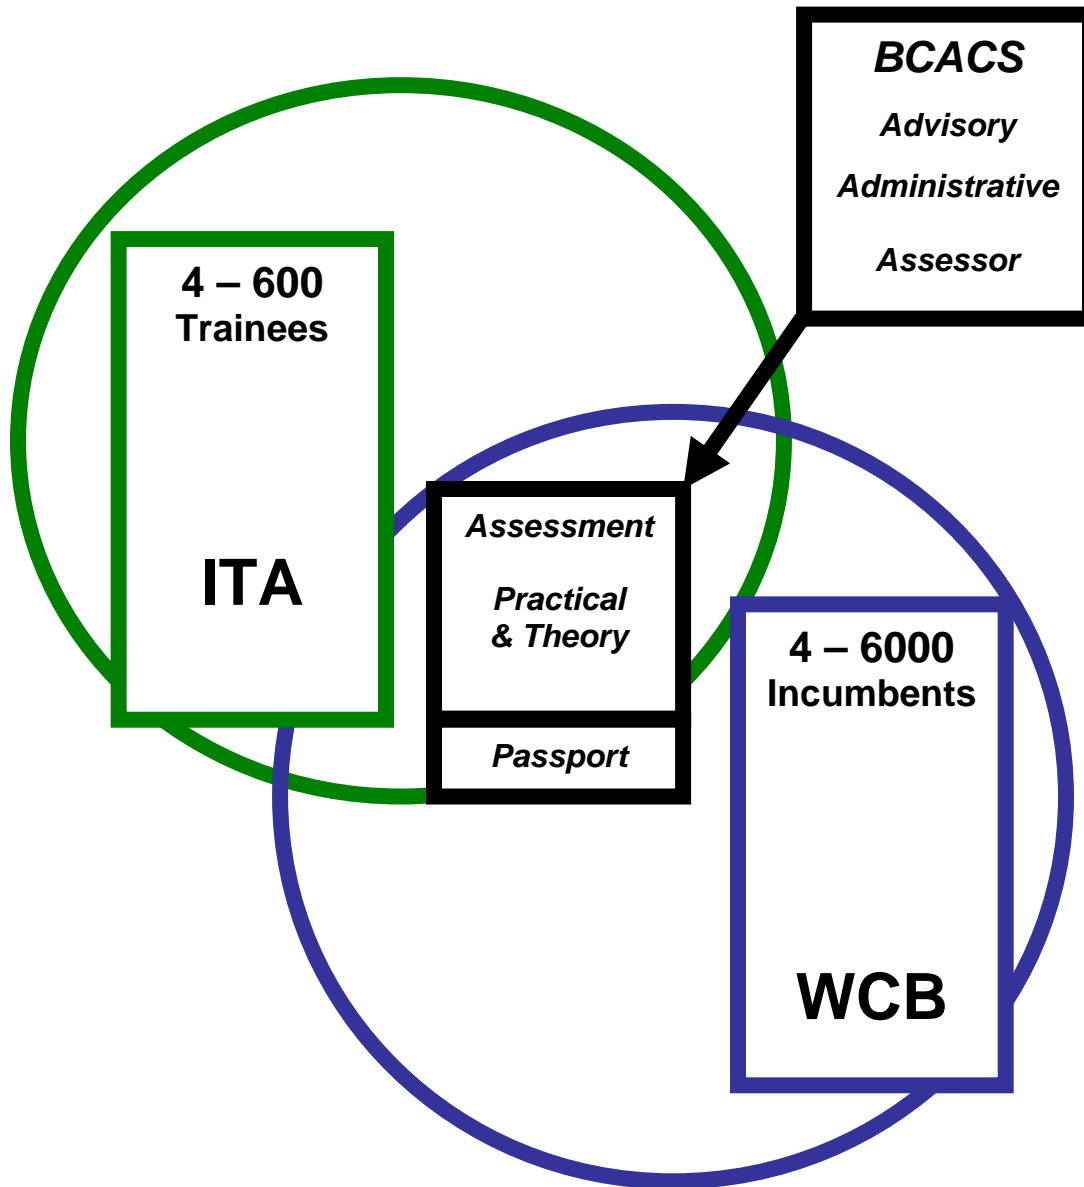 BCACS
Advisory
Administrative
Assessor
4 – 600
Trainees
ITA
Assessment
Practical
& Theory
Passport
4 – 6000
Incumbents
WCB